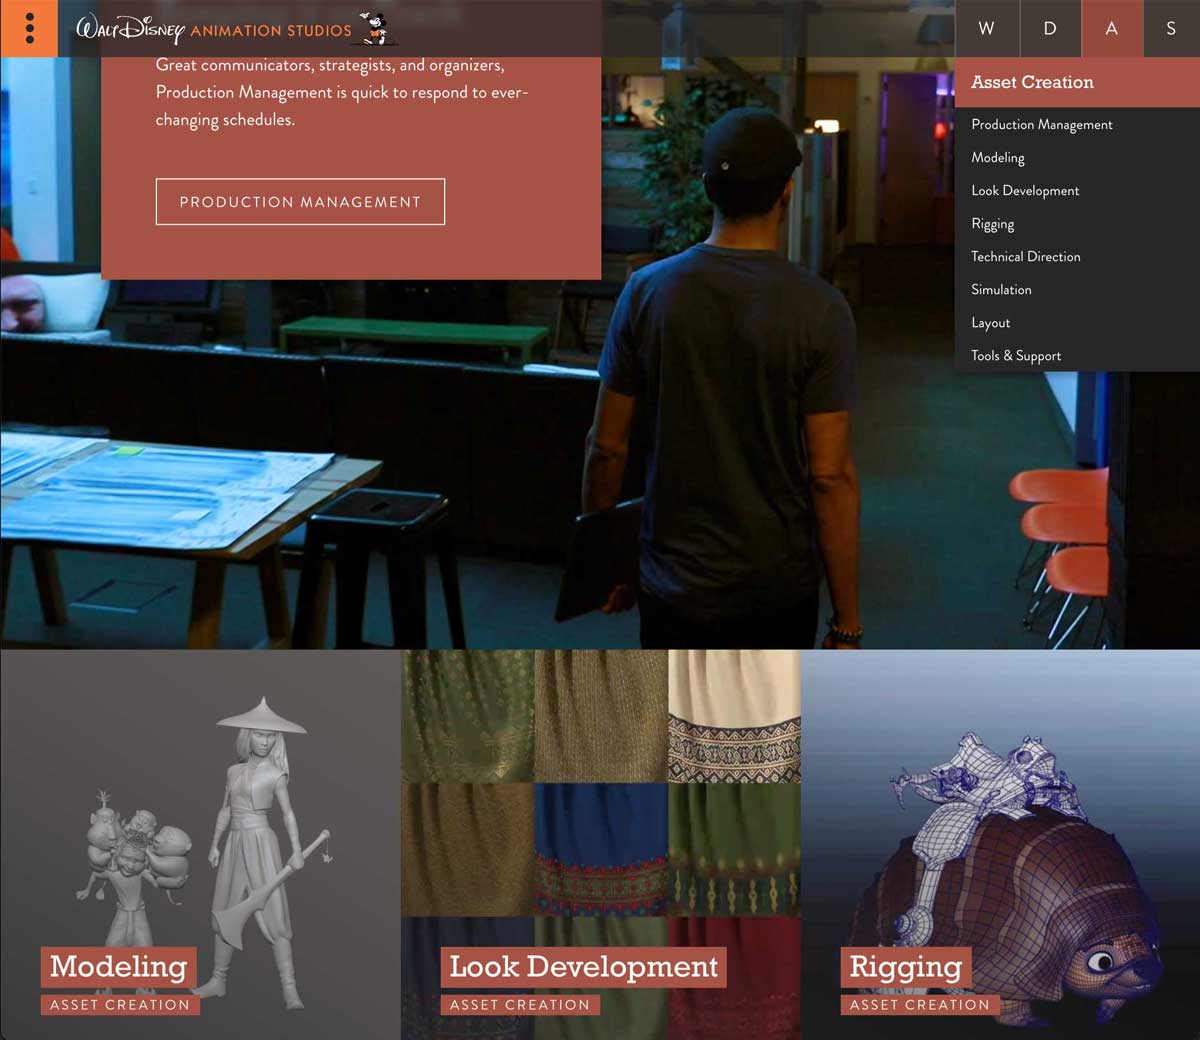 WALT DISNEY ANIMATION STUDIOS
W D A S
Great communicators, strategists, and organizers,
Production Management is quick to respond to ever-
changing schedules.
PRODUCTION MANAGEMENT
Asset Creation
Production Management
Modeling
Look Development
Rigging
Technical Direction
Simulation
Layout
Tools & Support
Modeling
ASSET CREATION
Look Development
ASSET CREATION
Rigging
ASSET CREATION